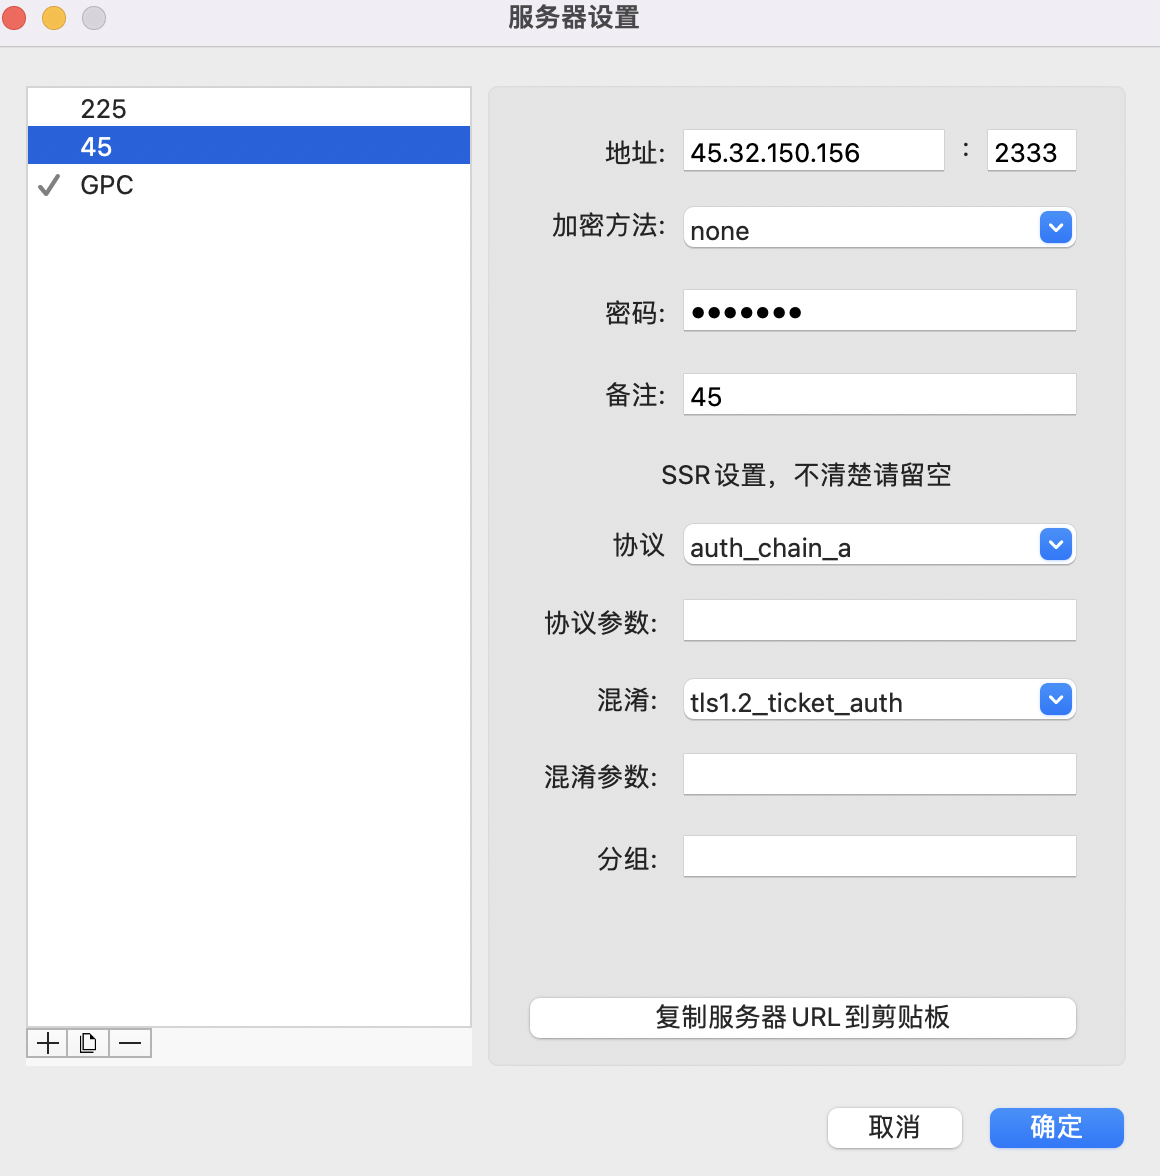 服务器设置
225
45
GPC
地址: 45.32.150.156 : 2333
加密方法: none
密码: •••••••
备注: 45
SSR设置，不清楚请留空
协议 auth_chain_a
协议参数:
混淆: tls1.2_ticket_auth
混淆参数:
分组:
复制服务器URL到剪贴板
取消 确定